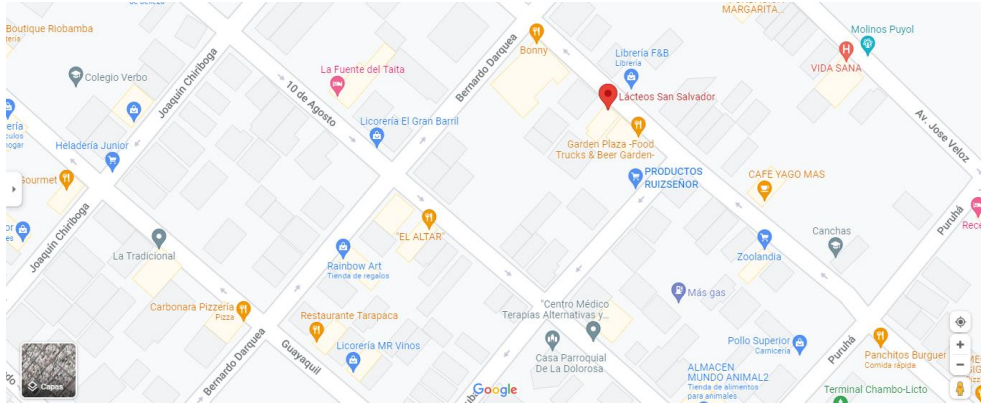 MARGARITA...
Boutique Riobamba
Molinos Puyol
Bonny
Librería F&B
Librería
VIDA SANA
Colegio Verbo
Joaquín Chiriboga
La Fuente del Taita
10 de Agosto
Bernardo Darquea
Lácteos San Salvador
Av. Jose Veloz
Licorería El Gran Barril
Heladería Junior
Garden Plaza -Food
Trucks & Beer Garden-
PRODUCTOS
RUIZSEÑOR
CAFE YAGO MAS
Gourmet
Puruhá
Joaquín Chiriboga
"EL ALTAR"
Canchas
La Tradicional
Zoolandia
Rainbow Art
Tienda de regalos
Más gas
"Centro Médico
Terapias Alternativas y...
Carbonara Pizzería
Pizza
Restaurante Tarapaca
Guayaquil
Bernardo Darquea
Licorería MR Vinos
Casa Parroquial
De La Dolorosa
Pollo Superior
Carnicería
Puruhá
Panchitos Burguer
Comida rápida
ALMACEN
MUNDO ANIMAL2
Tienda de alimentos
para animales
Terminal Chambo-Licto
Capas
Google